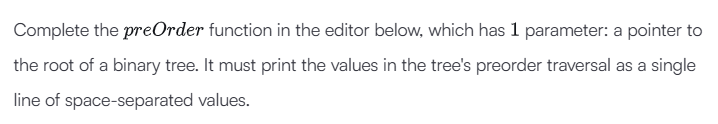 Complete the preOrder function in the editor below, which has 1 parameter: a pointer to
the root of a binary tree. It must print the values in the tree's preorder traversal as a single
line of space-separated values.